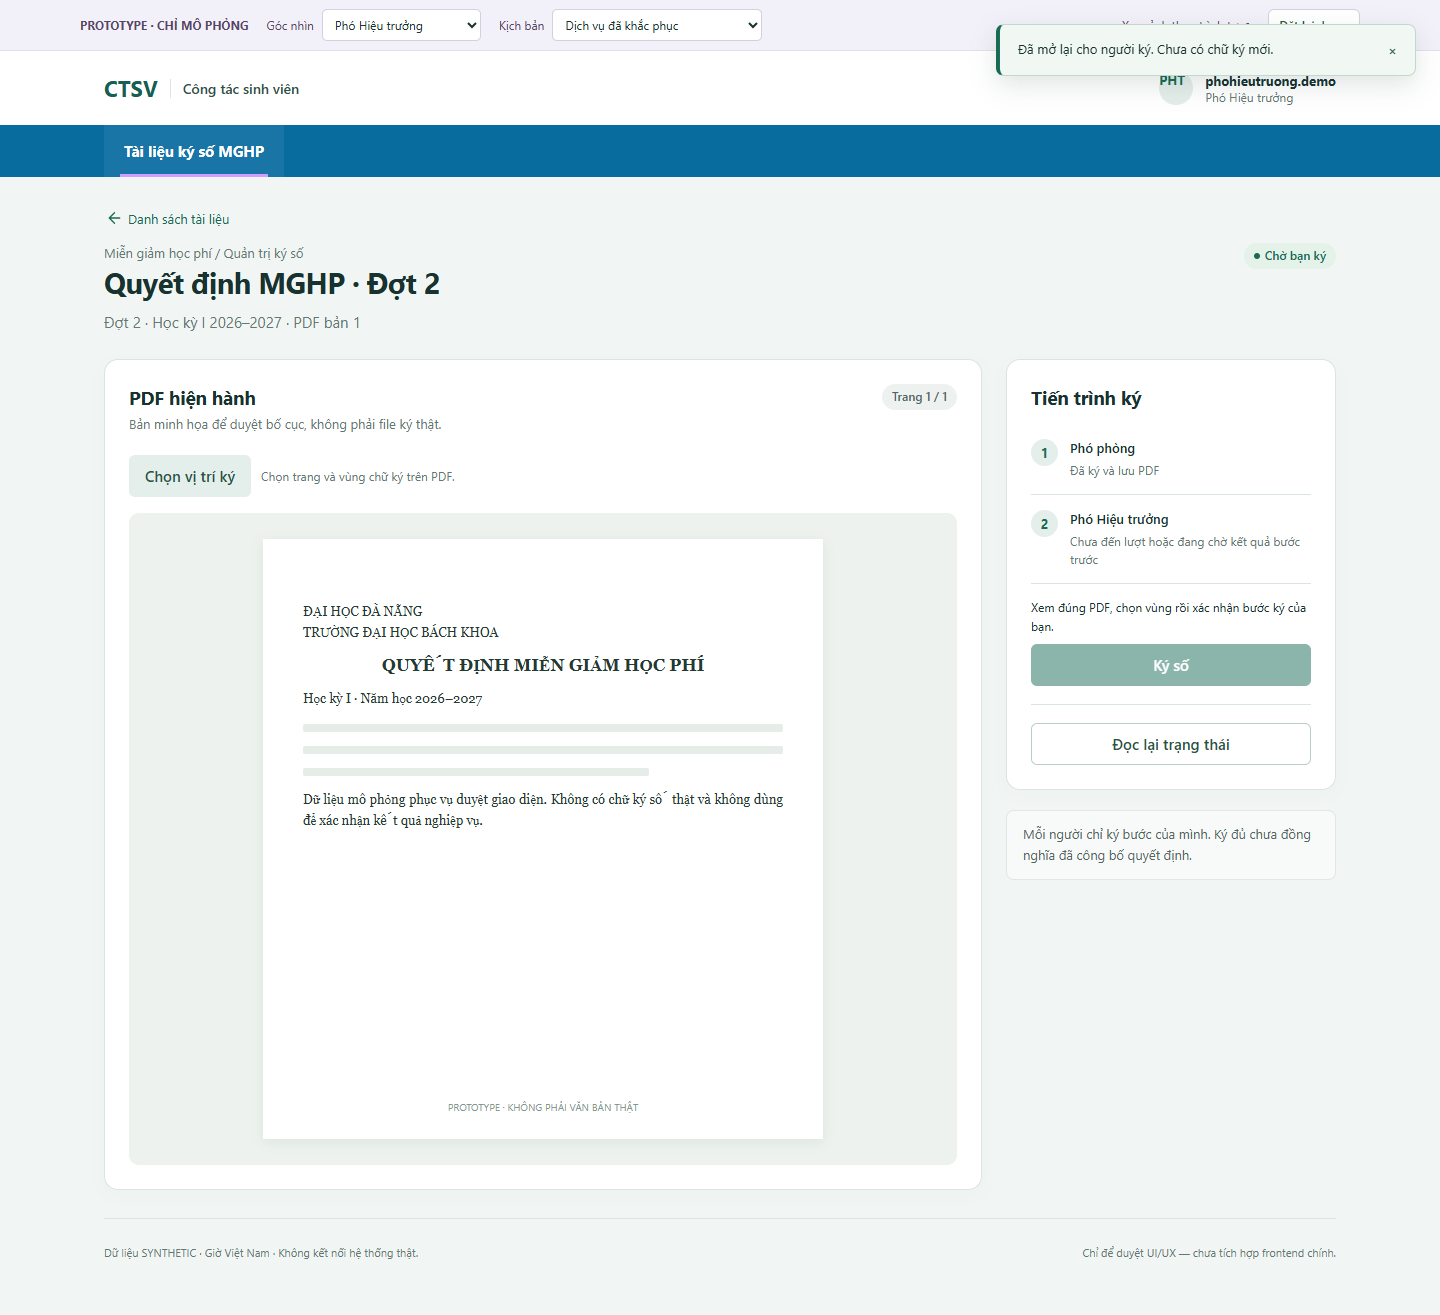 PROTOTYPE · CHỈ MÔ PHỎNG
Góc nhìn
Phó Hiệu trưởng
Kịch bản
Dịch vụ đã khắc phục
Đã mở lại cho người ký. Chưa có chữ ký mới.
×
CTSV
Công tác sinh viên
PHT
phohieutruong.demo
Phó Hiệu trưởng
Tài liệu ký số MGHP
← Danh sách tài liệu
Miễn giảm học phí / Quản trị ký số
Chờ bạn ký
Quyết định MGHP · Đợt 2
Đợt 2 · Học kỳ I 2026–2027 · PDF bản 1
PDF hiện hành
Trang 1 / 1
Bản minh họa để duyệt bố cục, không phải file ký thật.
Chọn vị trí ký
Chọn trang và vùng chữ ký trên PDF.
ĐẠI HỌC ĐÀ NẴNG
TRƯỜNG ĐẠI HỌC BÁCH KHOA
QUYẾT ĐỊNH MIỄN GIẢM HỌC PHÍ
Học kỳ I · Năm học 2026–2027
Dữ liệu mô phỏng phục vụ duyệt giao diện. Không có chữ ký số thật và không dùng
để xác nhận kết quả nghiệp vụ.
PROTOTYPE · KHÔNG PHẢI VĂN BẢN THẬT
Tiến trình ký
1
Phó phòng
Đã ký và lưu PDF
2
Phó Hiệu trưởng
Chưa đến lượt hoặc đang chờ kết quả bước
trước
Xem đúng PDF, chọn vùng rồi xác nhận bước ký của
bạn.
Ký số
Đọc lại trạng thái
Mỗi người chỉ ký bước của mình. Ký đủ chưa đồng
nghĩa đã công bố quyết định.
Dữ liệu SYNTHETIC · Giờ Việt Nam · Không kết nối hệ thống thật.
Chỉ để duyệt UI/UX — chưa tích hợp frontend chính.